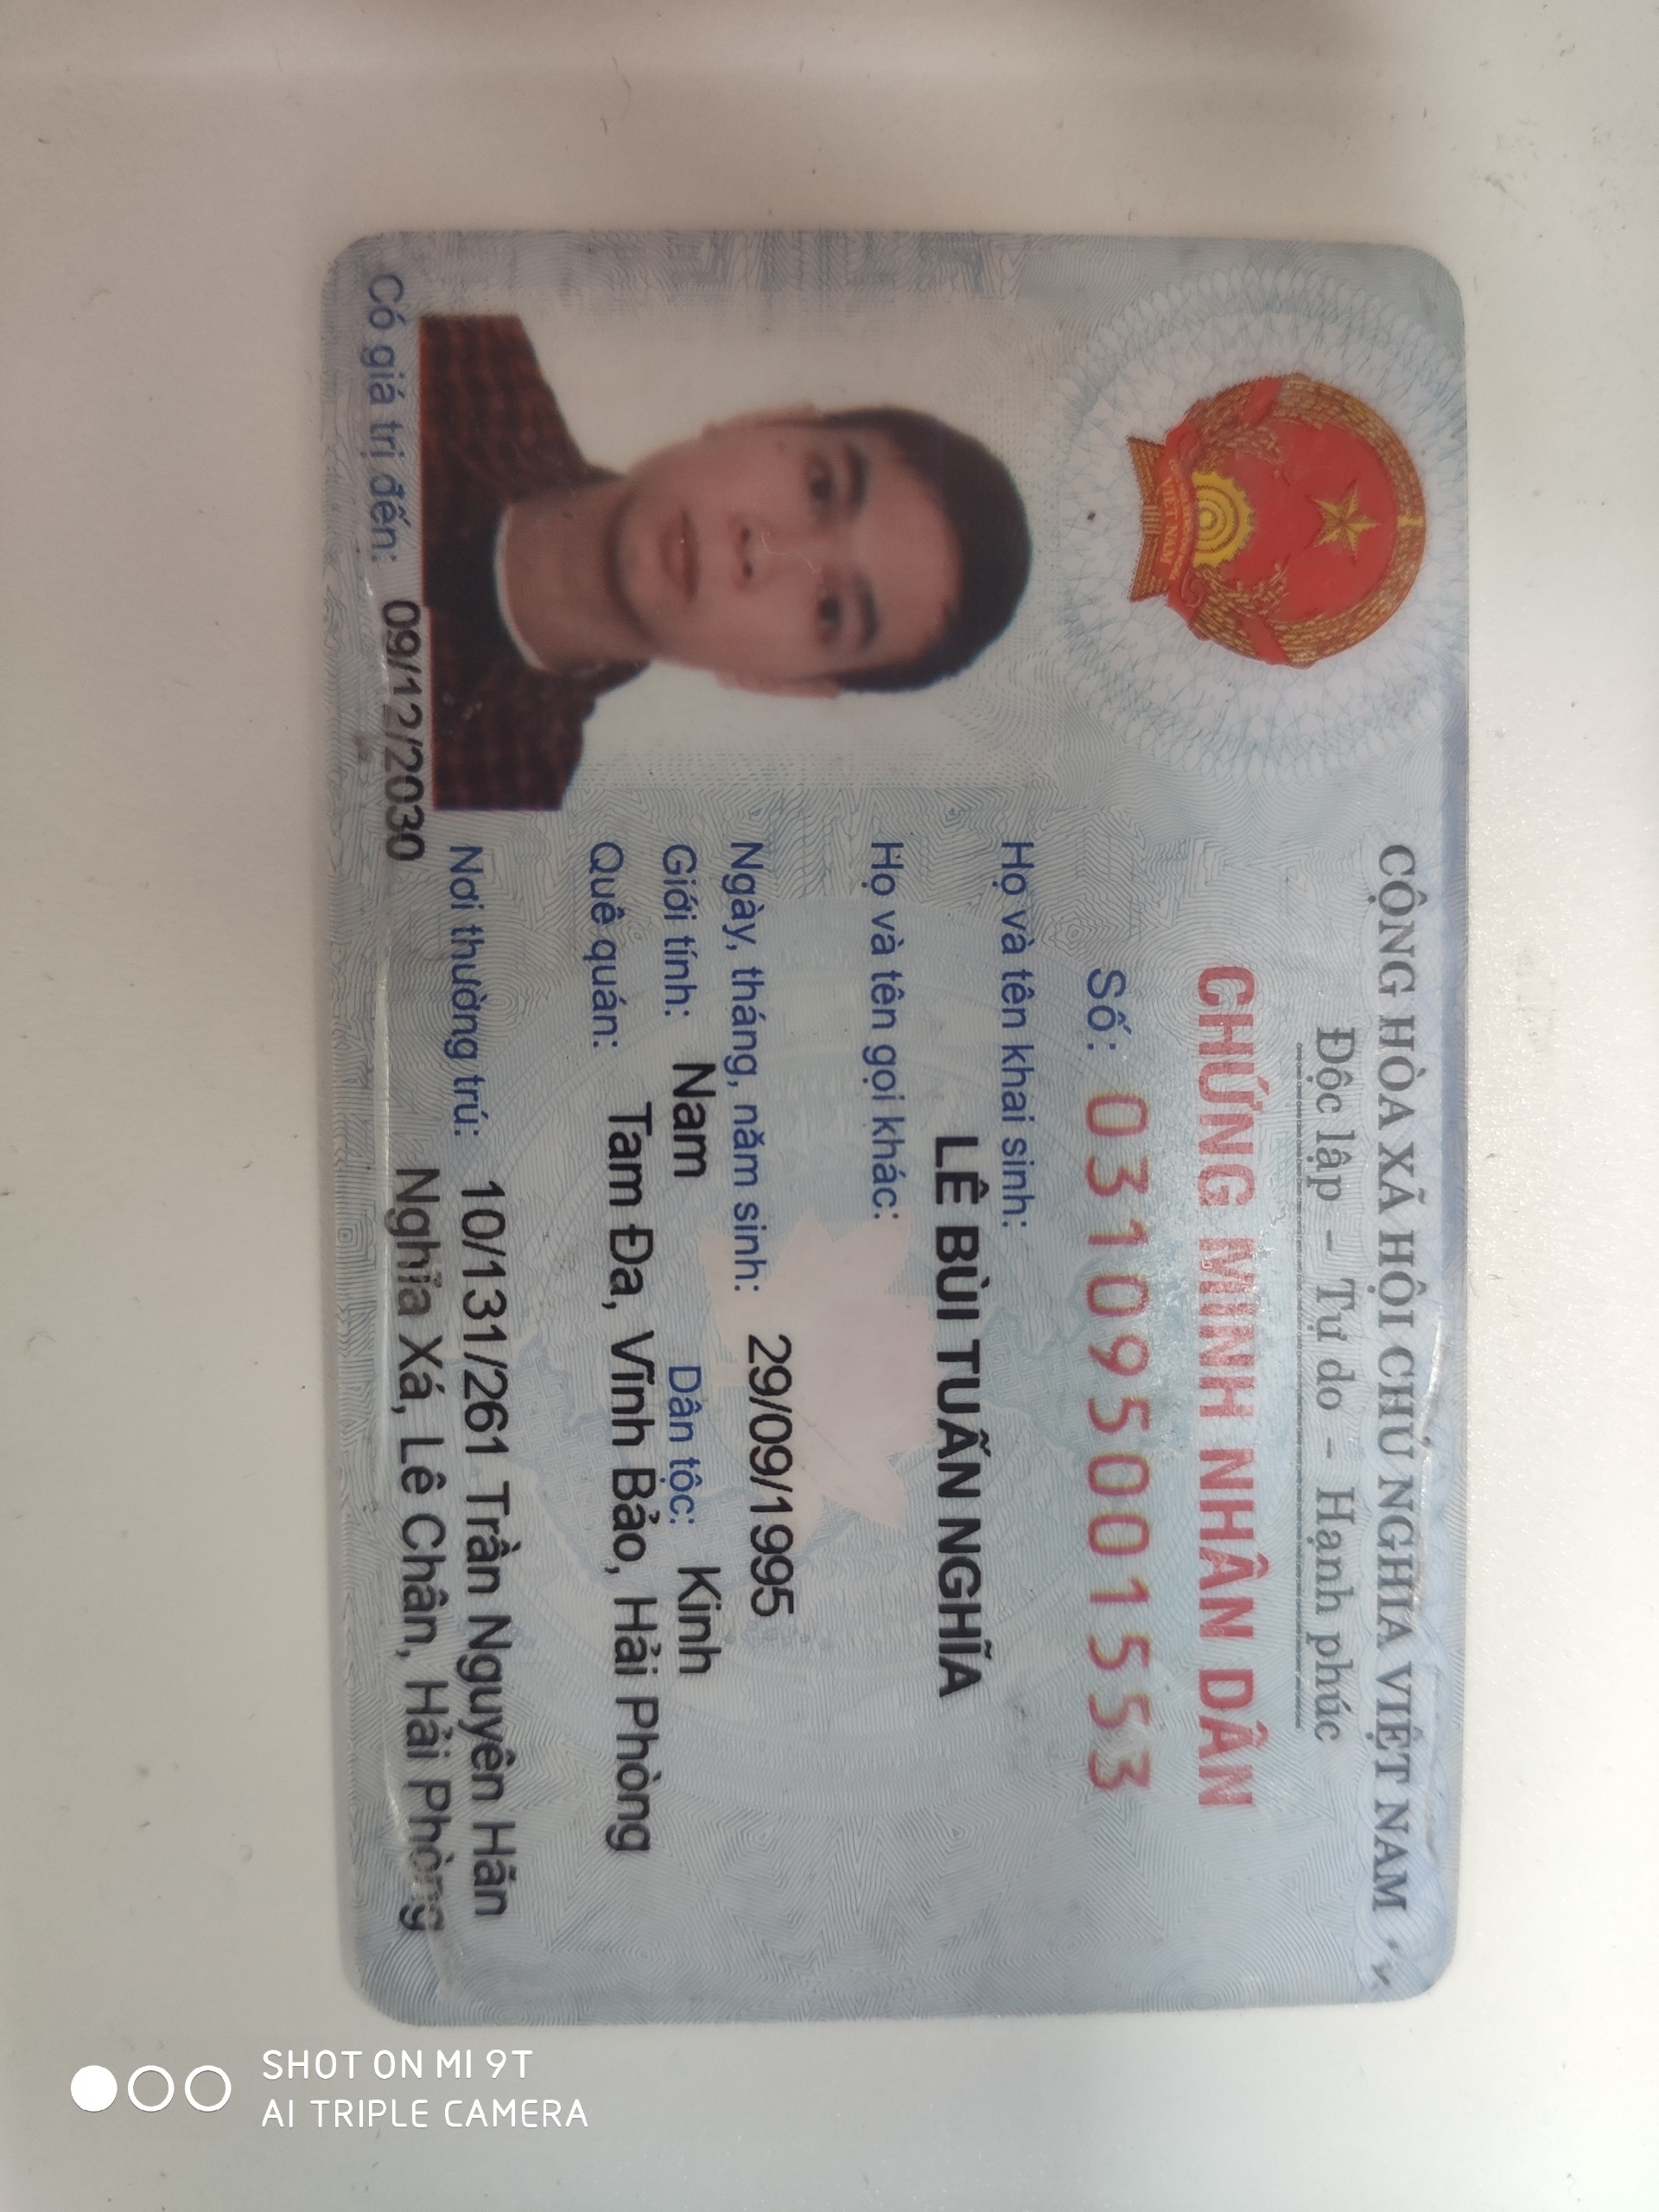 CỘNG HÒA XÃ HỘI CHỦ NGHĨA VIỆT NAM
Độc lập – Tự do – Hạnh phúc
CHỨNG MINH NHÂN DÂN
Số: 031095001553
Họ và tên khai sinh:
LÊ BÙI TUẤN NGHĨA
Họ và tên gọi khác:
Ngày, tháng, năm sinh: 29/09/1995
Giới tính: Nam Dân tộc: Kinh
Quê quán:
Tam Đa, Vĩnh Bảo, Hải Phòng
Nơi thường trú: 10/131/261 Trần Nguyên Hãn
Nghĩa Xá, Lê Chân, Hải Phòng
Có giá trị đến: 09/12/2030
VIỆT NAM
SHOT ON MI 9T
AI TRIPLE CAMERA